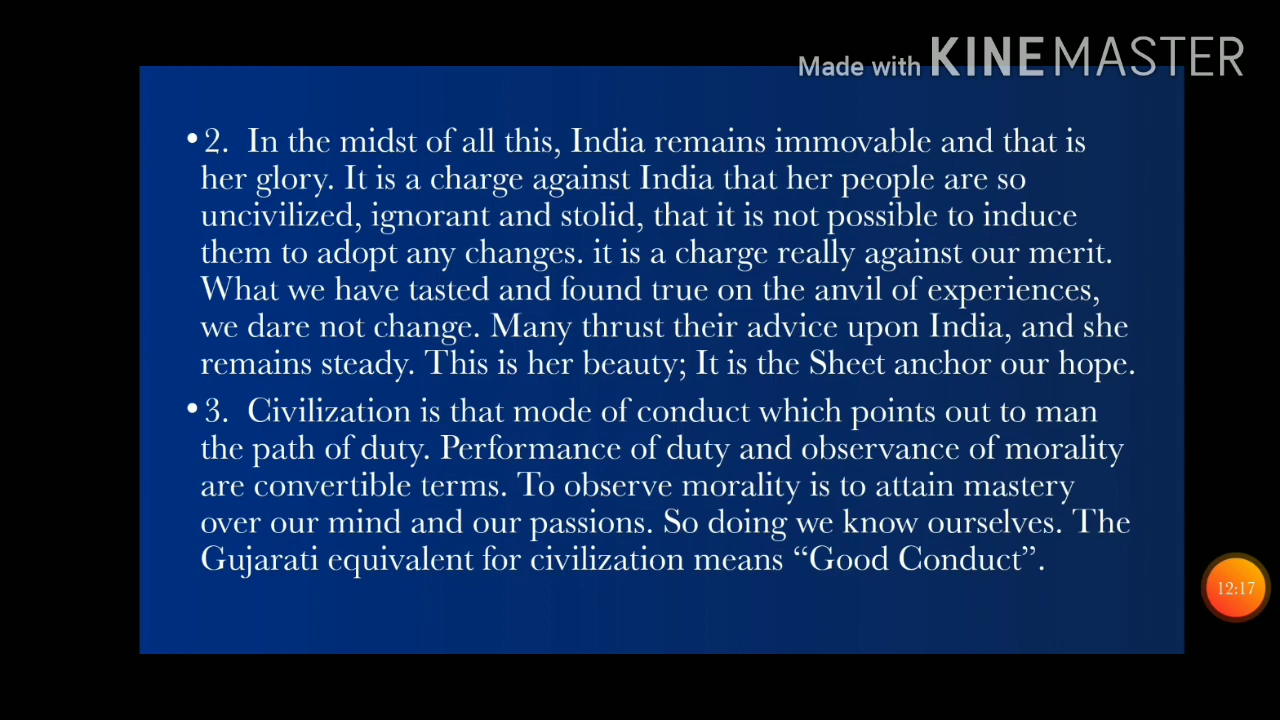 Made with KINEMASTER
• 2. In the midst of all this, India remains immovable and that is
her glory. It is a charge against India that her people are so
uncivilized, ignorant and stolid, that it is not possible to induce
them to adopt any changes. it is a charge really against our merit.
What we have tasted and found true on the anvil of experiences,
we dare not change. Many thrust their advice upon India, and she
remains steady. This is her beauty; It is the Sheet anchor our hope.
• 3. Civilization is that mode of conduct which points out to man
the path of duty. Performance of duty and observance of morality
are convertible terms. To observe morality is to attain mastery
over our mind and our passions. So doing we know ourselves. The
Gujarati equivalent for civilization means “Good Conduct”.
12:17